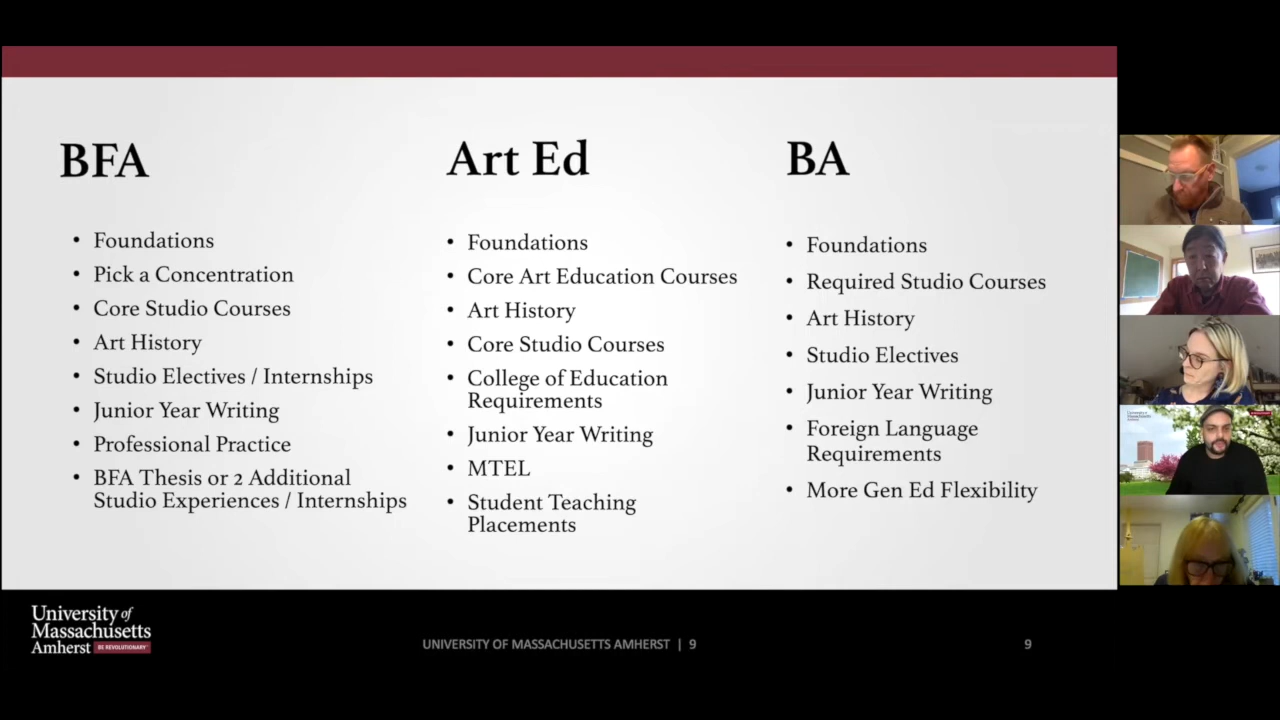 BFA
• Foundations
• Pick a Concentration
• Core Studio Courses
• Art History
• Studio Electives / Internships
• Junior Year Writing
• Professional Practice
• BFA Thesis or 2 Additional
Studio Experiences / Internships
Art Ed
• Foundations
• Core Art Education Courses
• Art History
• Core Studio Courses
• College of Education
Requirements
• Junior Year Writing
• MTEL
• Student Teaching
Placements
BA
• Foundations
• Required Studio Courses
• Art History
• Studio Electives
• Junior Year Writing
• Foreign Language
Requirements
• More Gen Ed Flexibility
University of
Massachusetts
Amherst BE REVOLUTIONARY™
UNIVERSITY OF MASSACHUSETTS AMHERST | 9
9